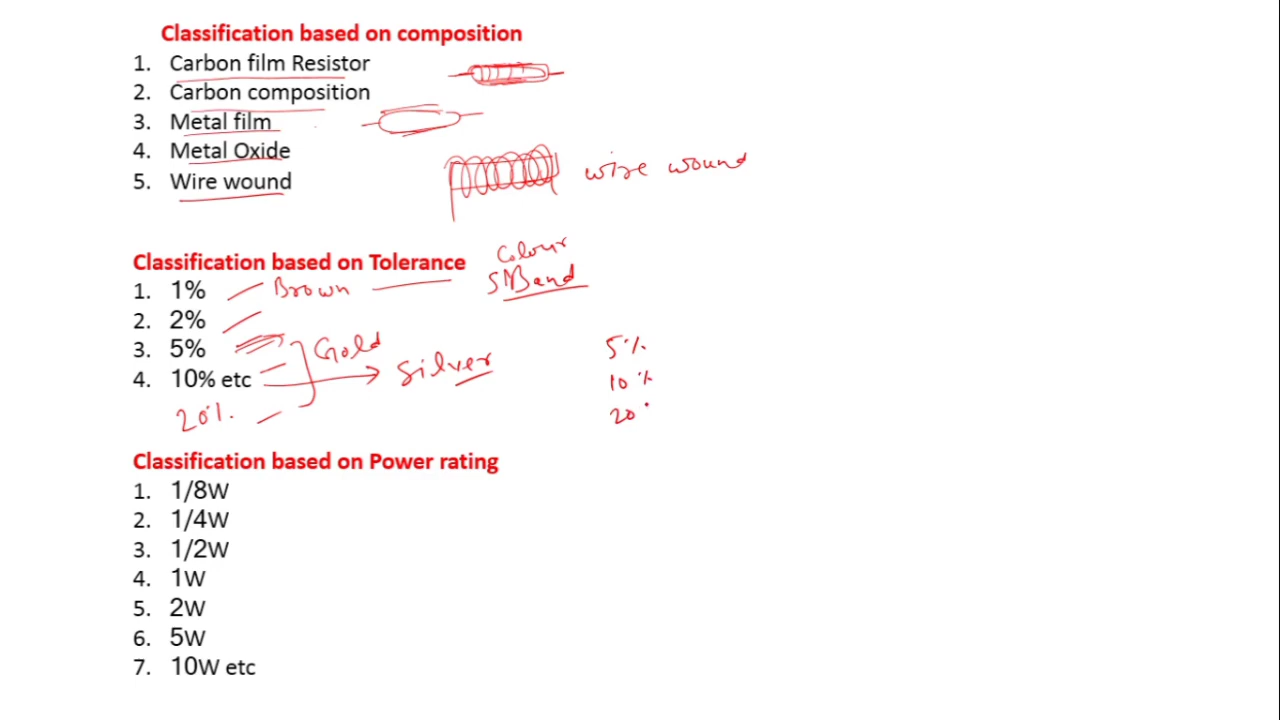 Classification based on composition
1. Carbon film Resistor
2. Carbon composition
3. Metal film
4. Metal Oxide
5. Wire wound
wire wound
Classification based on Tolerance
Colour
5 Band
1. 1% Brown
2. 2%
3. 5% Gold
4. 10% etc Silver
20%.
5%
10%
20
Classification based on Power rating
1. 1/8W
2. 1/4W
3. 1/2W
4. 1W
5. 2W
6. 5W
7. 10W etc